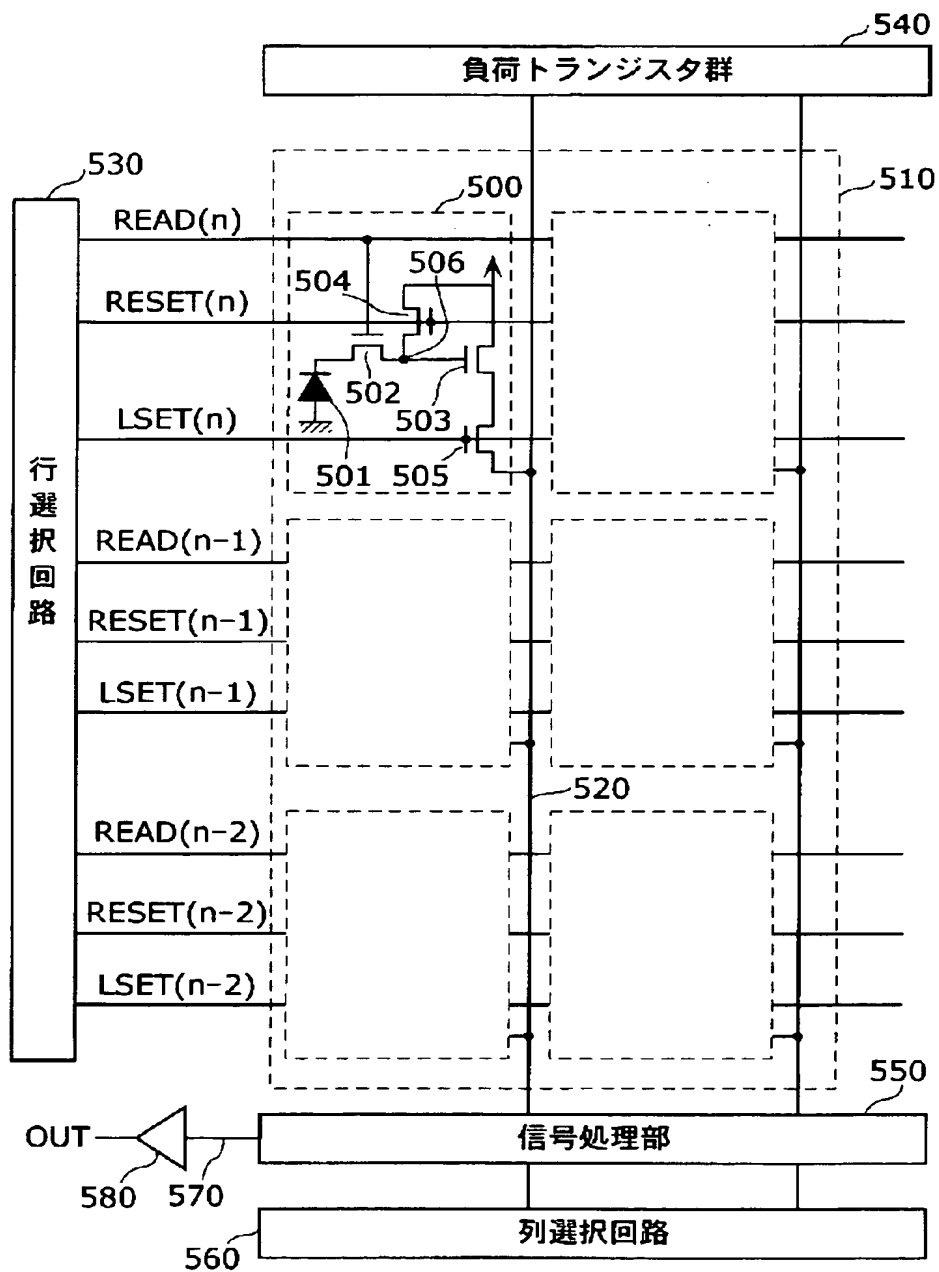 540
負荷トランジスタ群
530
500
510
READ(n)
506
504
RESET(n)
502
503
LSET(n)
501
505
行選択回路
READ(n-1)
RESET(n-1)
LSET(n-1)
520
READ(n-2)
RESET(n-2)
LSET(n-2)
550
OUT
信号処理部
580
570
列選択回路
560